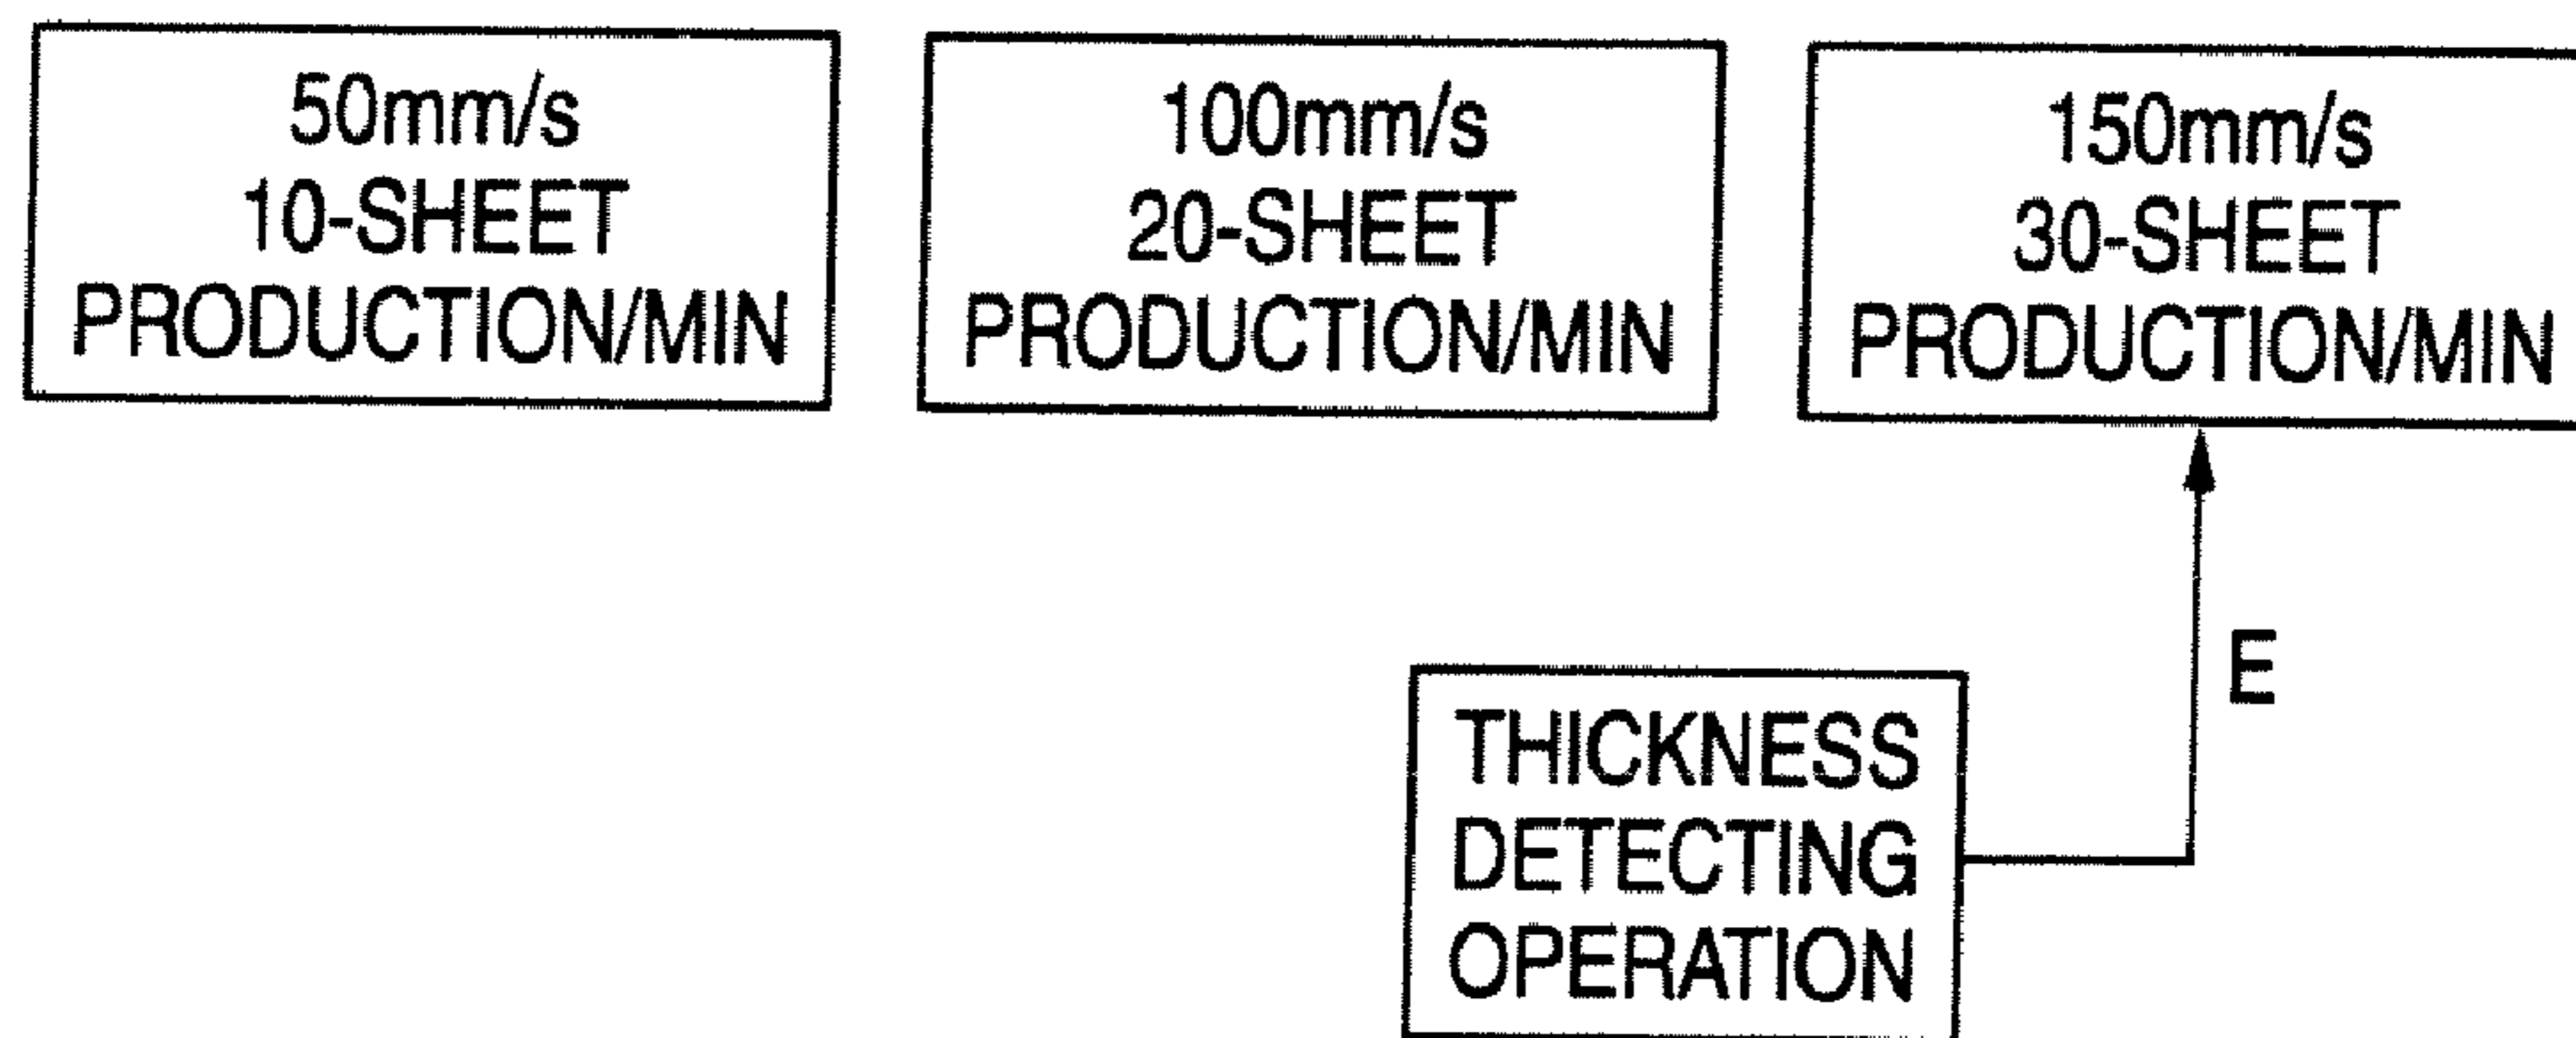 50mm/s
10-SHEET
PRODUCTION/MIN
100mm/s
20-SHEET
PRODUCTION/MIN
150mm/s
30-SHEET
PRODUCTION/MIN
E
THICKNESS
DETECTING
OPERATION